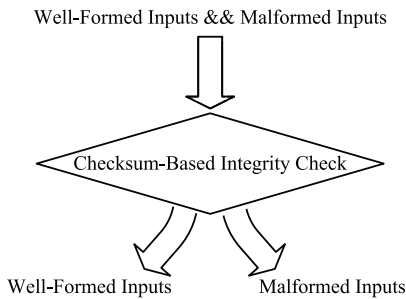 Well-Formed Inputs && Malformed Inputs
Checksum-Based Integrity Check
Well-Formed Inputs
Malformed Inputs